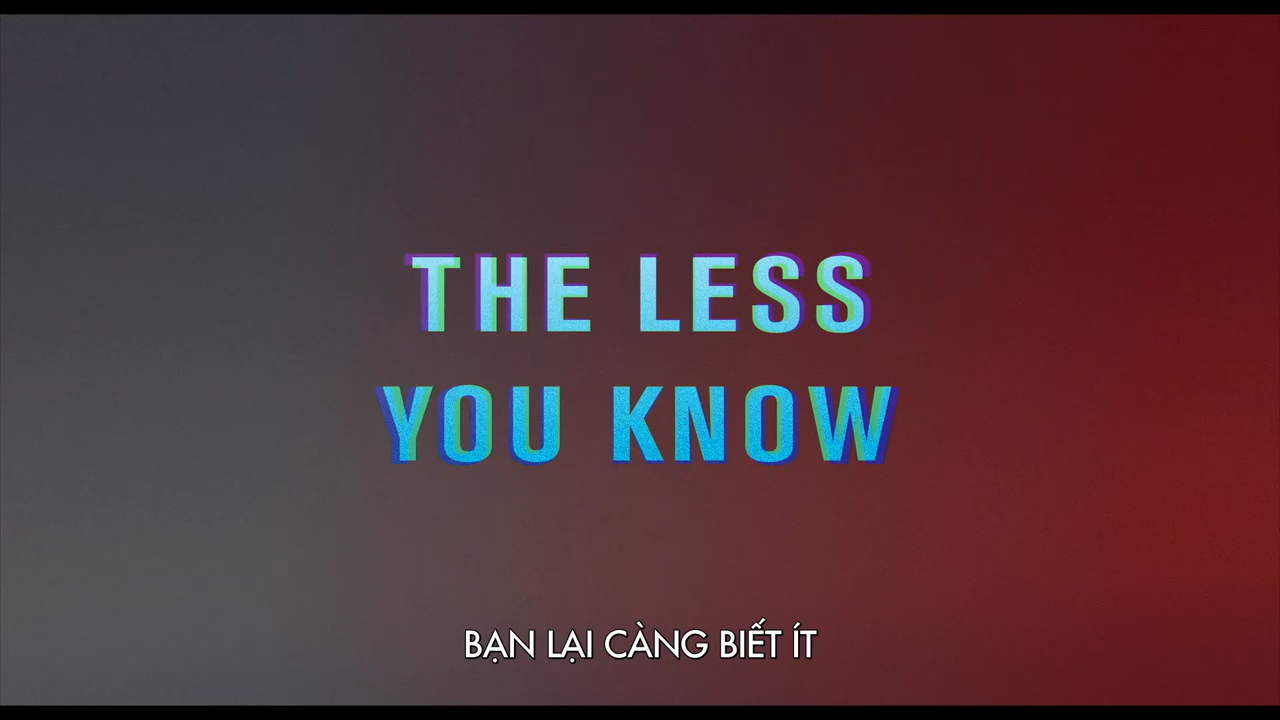 THE LESS
YOU KNOW
BẠN LẠI CÀNG BIẾT ÍT